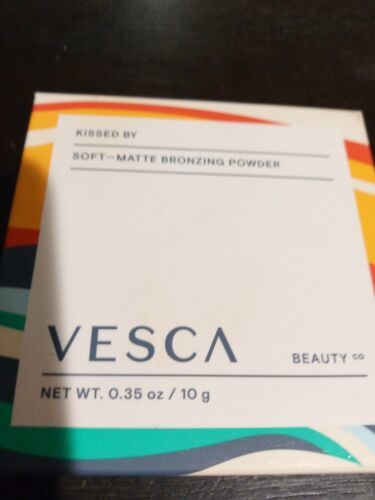 KISSED BY
SOFT-MATTE BRONZING POWDER
VESCA
BEAUTY CO
NET WT. 0.35 oz / 10 g